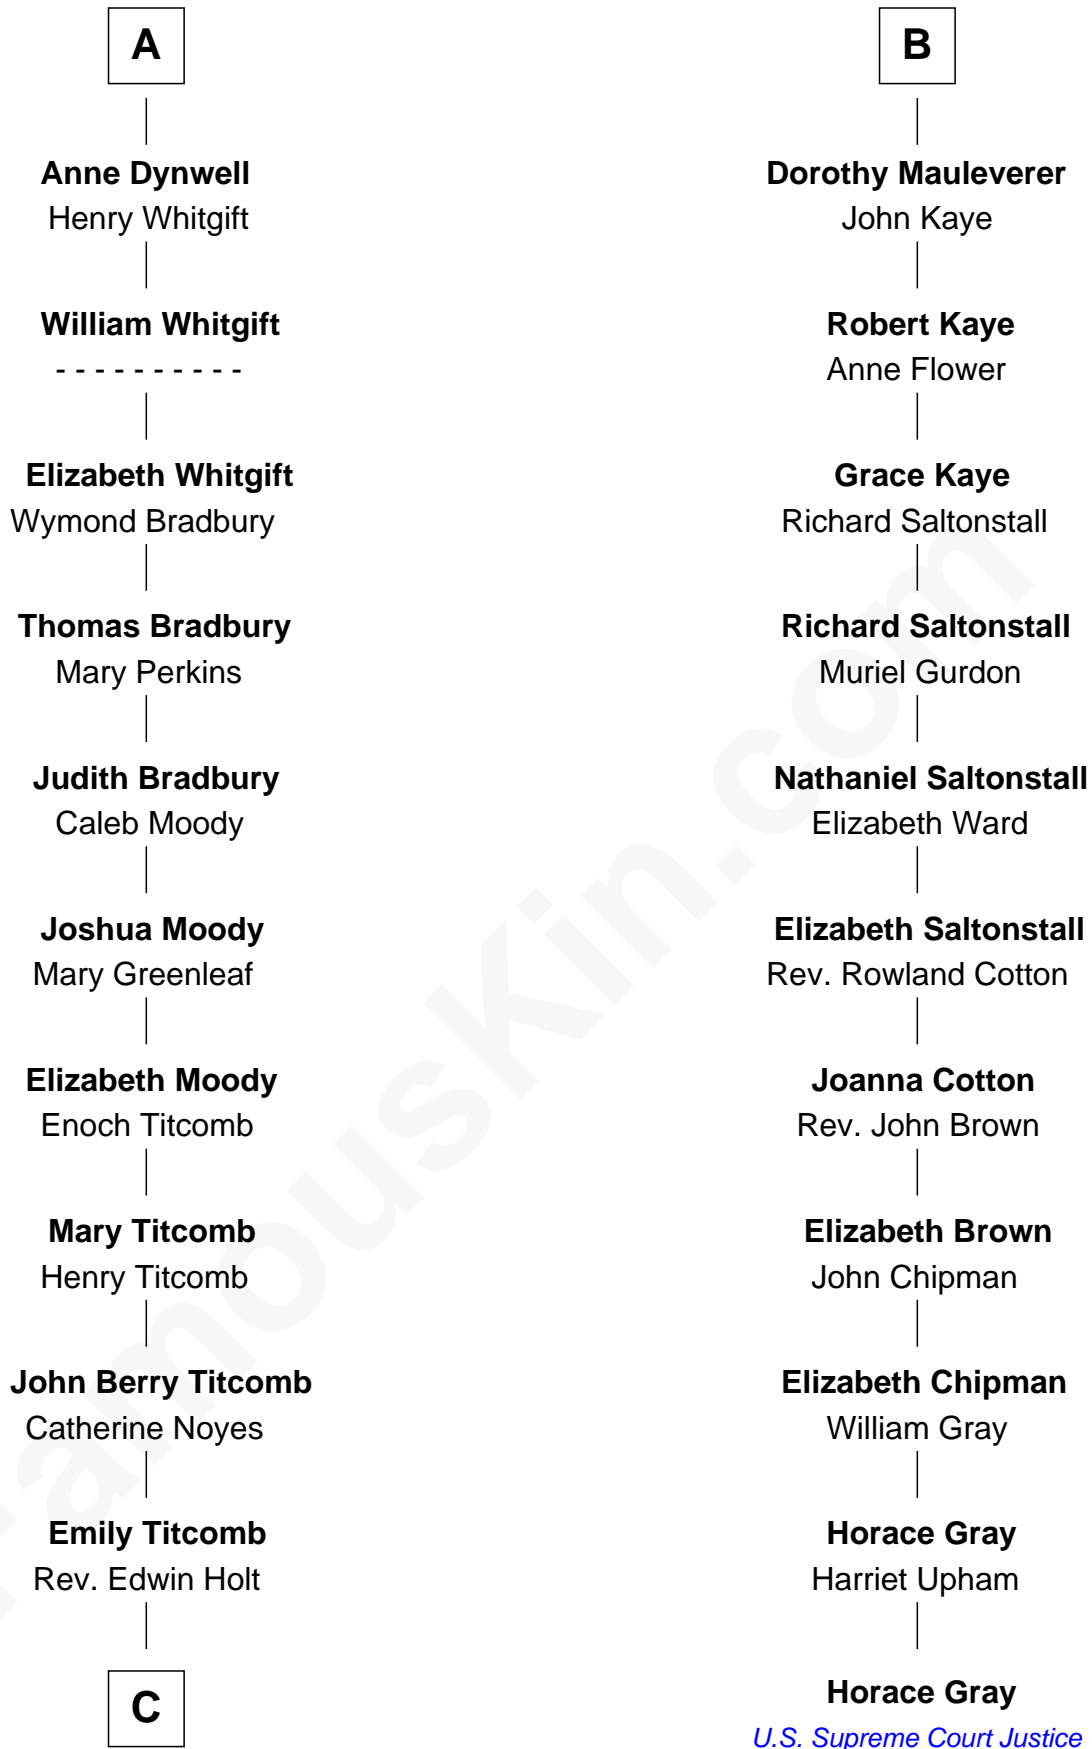 A
Anne Dynwell
Henry Whitgift
William Whitgift
- - - - - - - - - -
Elizabeth Whitgift
Wymond Bradbury
Thomas Bradbury
Mary Perkins
Judith Bradbury
Caleb Moody
Joshua Moody
Mary Greenleaf
Elizabeth Moody
Enoch Titcomb
Mary Titcomb
Henry Titcomb
John Berry Titcomb
Catherine Noyes
Emily Titcomb
Rev. Edwin Holt
C
B
Dorothy Mauleverer
John Kaye
Robert Kaye
Anne Flower
Grace Kaye
Richard Saltonstall
Richard Saltonstall
Muriel Gurdon
Nathaniel Saltonstall
Elizabeth Ward
Elizabeth Saltonstall
Rev. Rowland Cotton
Joanna Cotton
Rev. John Brown
Elizabeth Brown
John Chipman
Elizabeth Chipman
William Gray
Horace Gray
Harriet Upham
Horace Gray
U.S. Supreme Court Justice
FamousKin.com